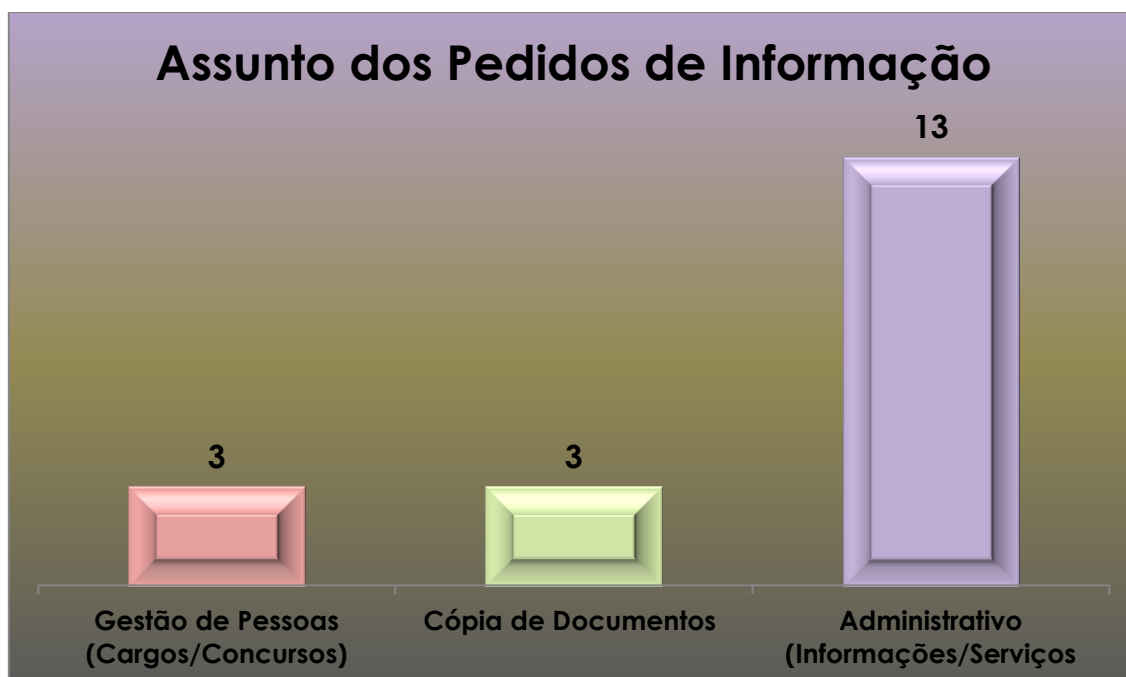 Assunto dos Pedidos de Informação
13
3
3
Gestão de Pessoas
(Cargos/Concursos)
Cópia de Documentos
Administrativo
(Informações/Serviços